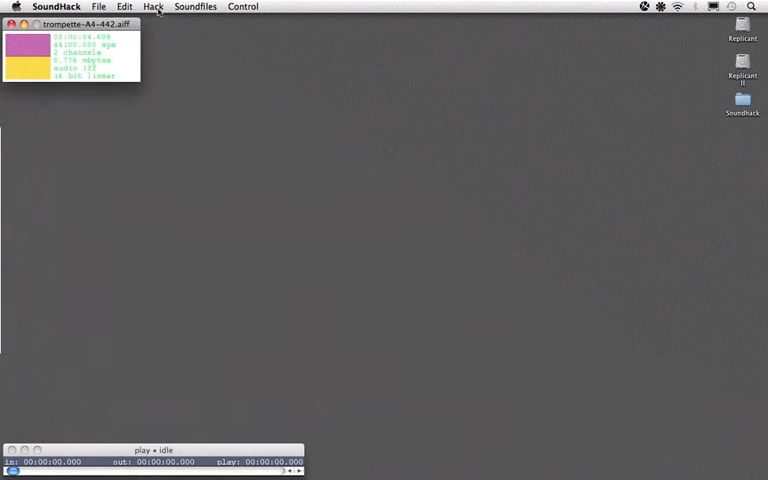 SoundHack File Edit Hack Soundfiles Control
trompette-A4-442.aiff
00:00:04.609
44100.000 sps
2 channels
0.776 mbytes
audio iff
16 bit linear
Replicant
Replicant
II
Soundhack
play • idle
in: 00:00:00.000 out: 00:00:00.000 play: 00:00:00.000